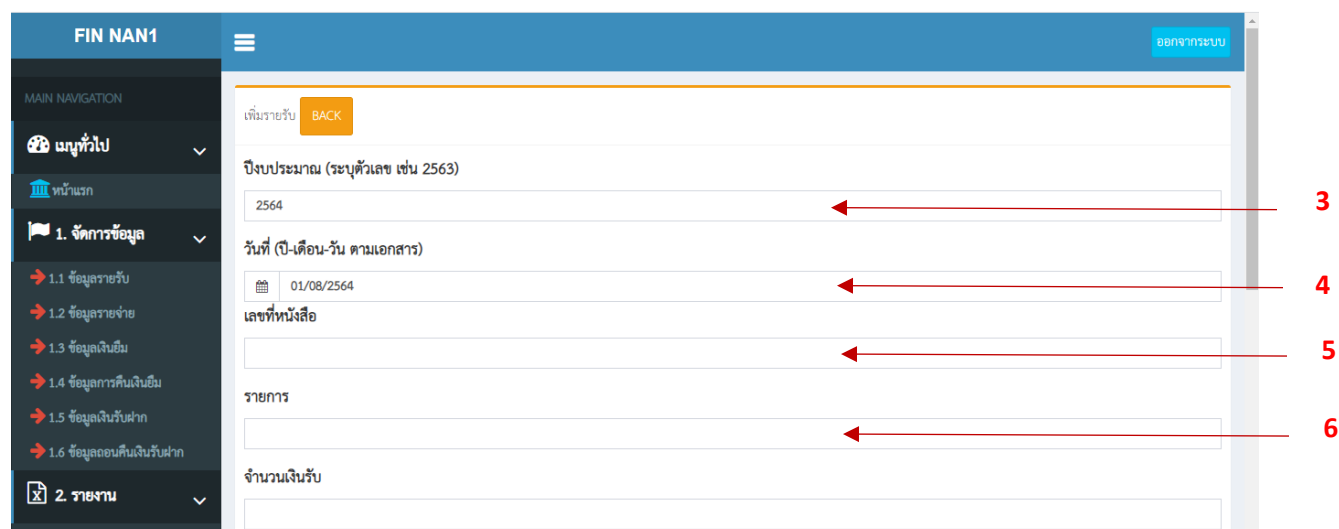 FIN NAN1
ออกจากระบบ
MAIN NAVIGATION
เมนูทั่วไป
หน้าแรก
1. จัดการข้อมูล
1.1 ข้อมูลรายรับ
1.2 ข้อมูลรายจ่าย
1.3 ข้อมูลเงินยืม
1.4 ข้อมูลการคืนเงินยืม
1.5 ข้อมูลเงินรับฝาก
1.6 ข้อมูลถอนคืนเงินรับฝาก
2. รายงาน
เพิ่มรายรับ BACK
ปีงบประมาณ (ระบุตัวเลข เช่น 2563)
2564
3
วันที่ (ปี-เดือน-วัน ตามเอกสาร)
01/08/2564
4
เลขที่หนังสือ
5
รายการ
6
จำนวนเงินรับ